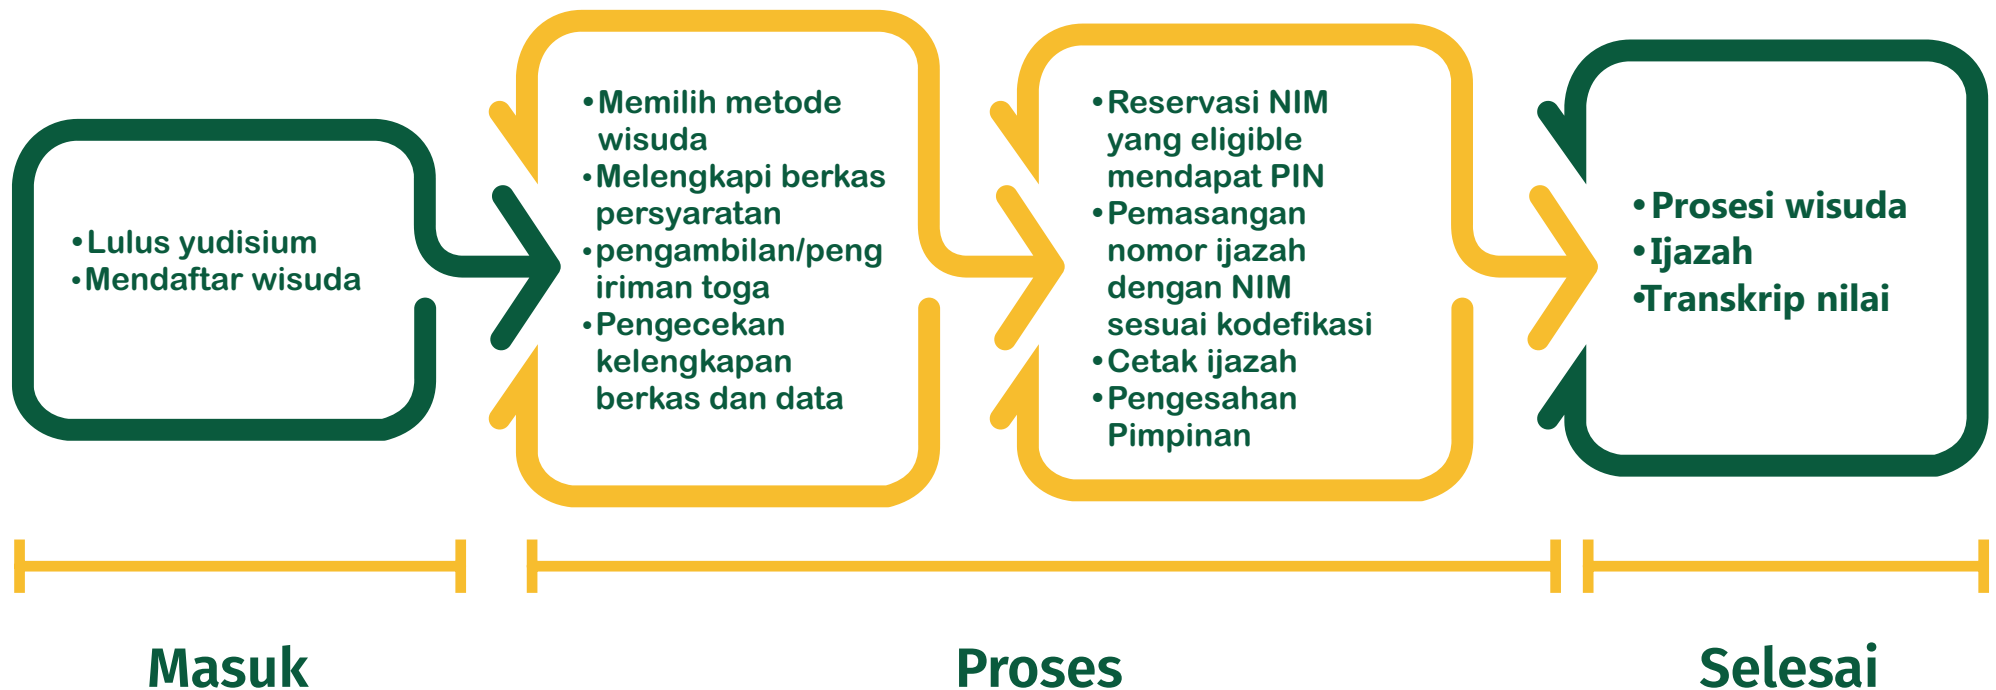 •Lulus yudisium
•Mendaftar wisuda
•Memilih metode
wisuda
•Melengkapi berkas
persyaratan
•pengambilan/peng
iriman toga
•Pengecekan
kelengkapan
berkas dan data
•Reservasi NIM
yang eligible
mendapat PIN
•Pemasangan
nomor ijazah
dengan NIM
sesuai kodefikasi
•Cetak ijazah
•Pengesahan
Pimpinan
•Prosesi wisuda
•Ijazah
•Transkrip nilai
Masuk
Proses
Selesai